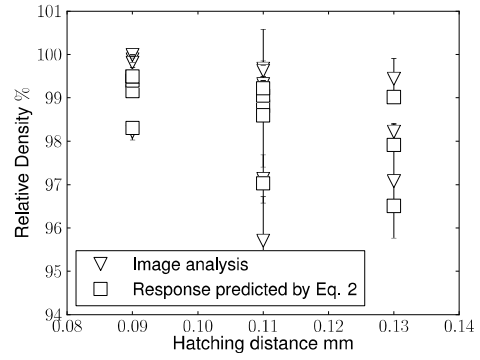 101
100
99
98
97
96
95
94
Relative Density %
Image analysis
Response predicted by Eq. 2
0.08 0.09 0.10 0.11 0.12 0.13 0.14
Hatching distance mm